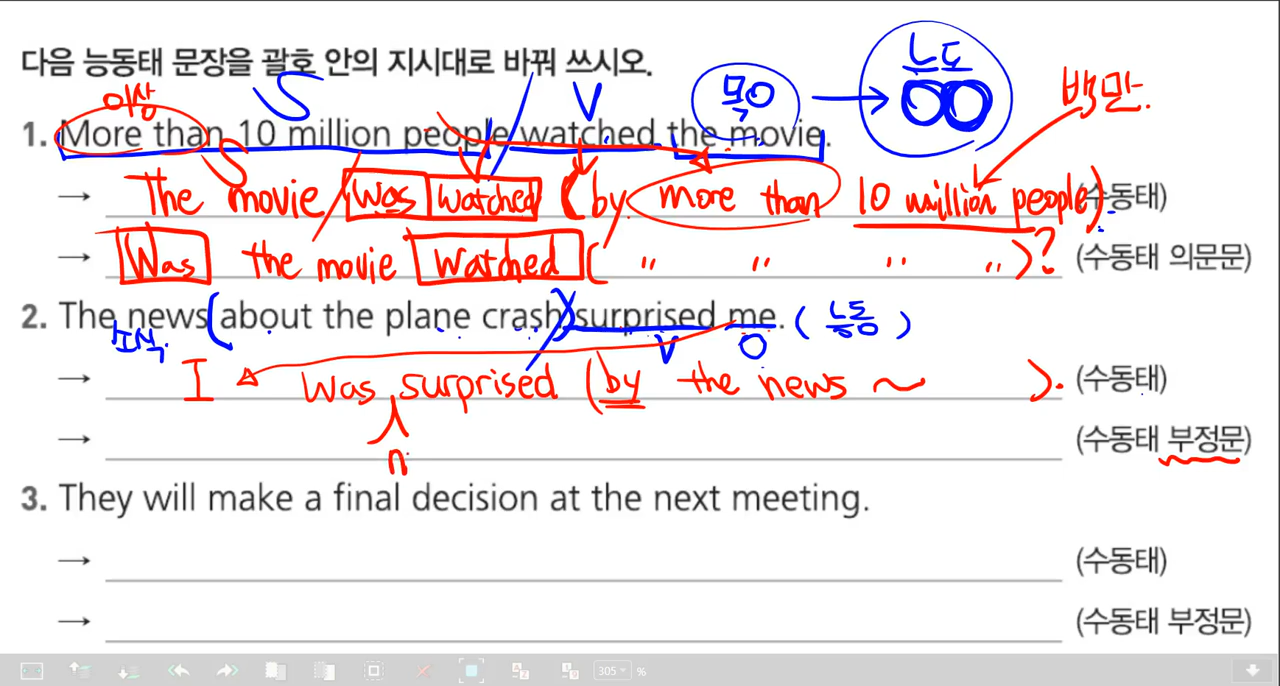 다음 능동태 문장을 괄호 안의 지시대로 바꿔 쓰시오.
이상 S V 목 → 능도 백만
1. More than 10 million people watched the movie.
S
→ The movie was watched (by more than 10 million people). (수동태)
→ Was the movie watched ( " " " " )? (수동태 의문문)
2. The news (about the plane crash) surprised me. (능동)
소식 V O
→ I was surprised (by the news ~ ). (수동태)
→ (수동태 부정문)
n
3. They will make a final decision at the next meeting.
→ (수동태)
→ (수동태 부정문)
305 %